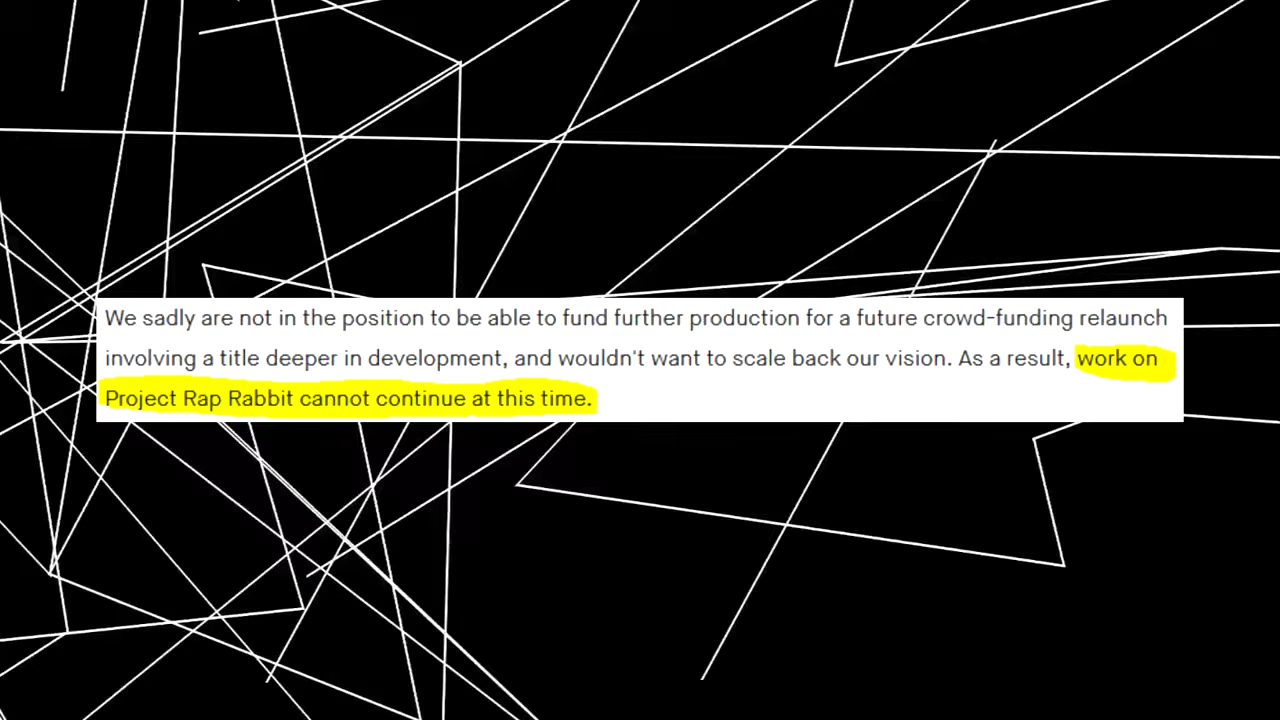 We sadly are not in the position to be able to fund further production for a future crowd-funding relaunch
involving a title deeper in development, and wouldn't want to scale back our vision. As a result, work on
Project Rap Rabbit cannot continue at this time.